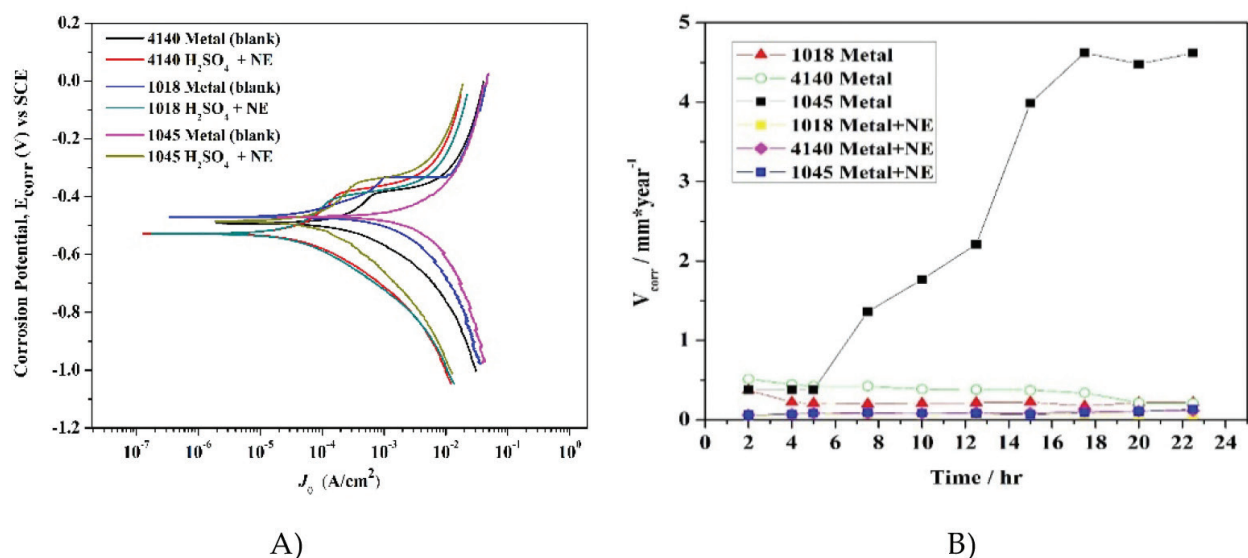 0.2
0.0
-0.2
-0.4
-0.6
-0.8
-1.0
-1.2
Corrosion Potential, E_corr (V) vs SCE
4140 Metal (blank)
4140 H₂SO₄ + NE
1018 Metal (blank)
1018 H₂SO₄ + NE
1045 Metal (blank)
1045 H₂SO₄ + NE
10⁻⁷ 10⁻⁶ 10⁻⁵ 10⁻⁴ 10⁻³ 10⁻² 10⁻¹ 10⁰
J₀ (A/cm²)
A)
5
4
3
2
1
0
V_corr / mm*year⁻¹
1018 Metal
4140 Metal
1045 Metal
1018 Metal+NE
4140 Metal+NE
1045 Metal+NE
0 2 4 6 8 10 12 14 16 18 20 22 24
Time / hr
B)